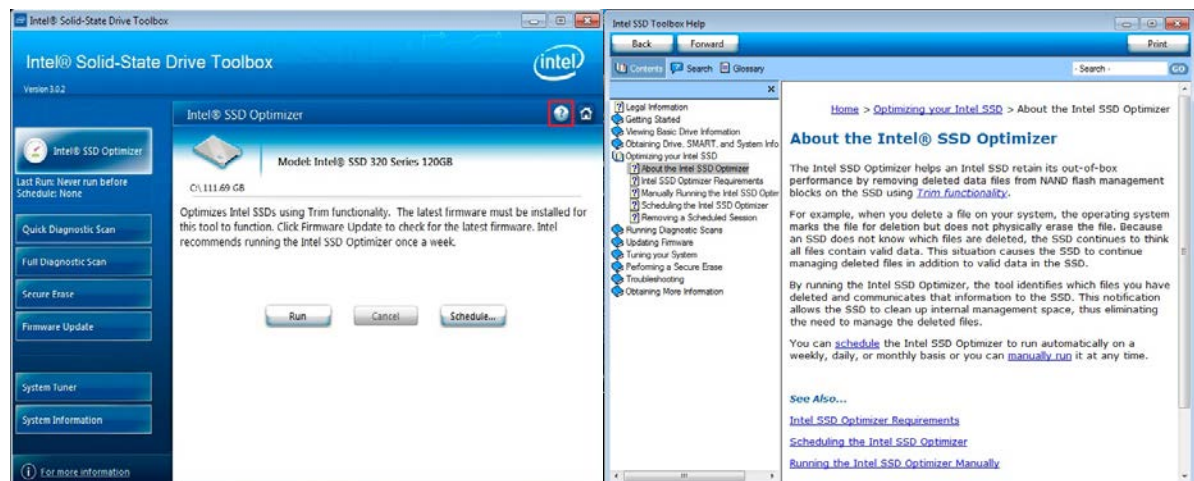 Intel® Solid-State Drive Toolbox
Intel® Solid-State Drive Toolbox
(intel)
Version 3.0.2
Intel® SSD Optimizer
?
Intel® SSD Optimizer
Last Run: Never run before
Schedule: None
Quick Diagnostic Scan
Full Diagnostic Scan
Secure Erase
Firmware Update
System Tuner
System Information
i For more information
Model: Intel® SSD 320 Series 120GB
C:\ 111.69 GB
Optimizes Intel SSDs using Trim functionality. The latest firmware must be installed for
this tool to function. Click Firmware Update to check for the latest firmware. Intel
recommends running the Intel SSD Optimizer once a week.
Run Cancel Schedule...
Intel SSD Toolbox Help
Back Forward Print
Contents Search Glossary - Search - GO
x
Legal Information
Getting Started
Viewing Basic Drive Information
Obtaining Drive, SMART, and System Info
Optimizing your Intel SSD
About the Intel SSD Optimizer
Intel SSD Optimizer Requirements
Manually Running the Intel SSD Optim
Scheduling the Intel SSD Optimizer
Removing a Scheduled Session
Running Diagnostic Scans
Updating Firmware
Tuning your System
Performing a Secure Erase
Troubleshooting
Obtaining More Information
Home > Optimizing your Intel SSD > About the Intel SSD Optimizer
About the Intel® SSD Optimizer
The Intel SSD Optimizer helps an Intel SSD retain its out-of-box
performance by removing deleted data files from NAND flash management
blocks on the SSD using Trim functionality.
For example, when you delete a file on your system, the operating system
marks the file for deletion but does not physically erase the file. Because
an SSD does not know which files are deleted, the SSD continues to think
all files contain valid data. This situation causes the SSD to continue
managing deleted files in addition to valid data in the SSD.
By running the Intel SSD Optimizer, the tool identifies which files you have
deleted and communicates that information to the SSD. This notification
allows the SSD to clean up internal management space, thus eliminating
the need to manage the deleted files.
You can schedule the Intel SSD Optimizer to run automatically on a
weekly, daily, or monthly basis or you can manually run it at any time.
See Also...
Intel SSD Optimizer Requirements
Scheduling the Intel SSD Optimizer
Running the Intel SSD Optimizer Manually